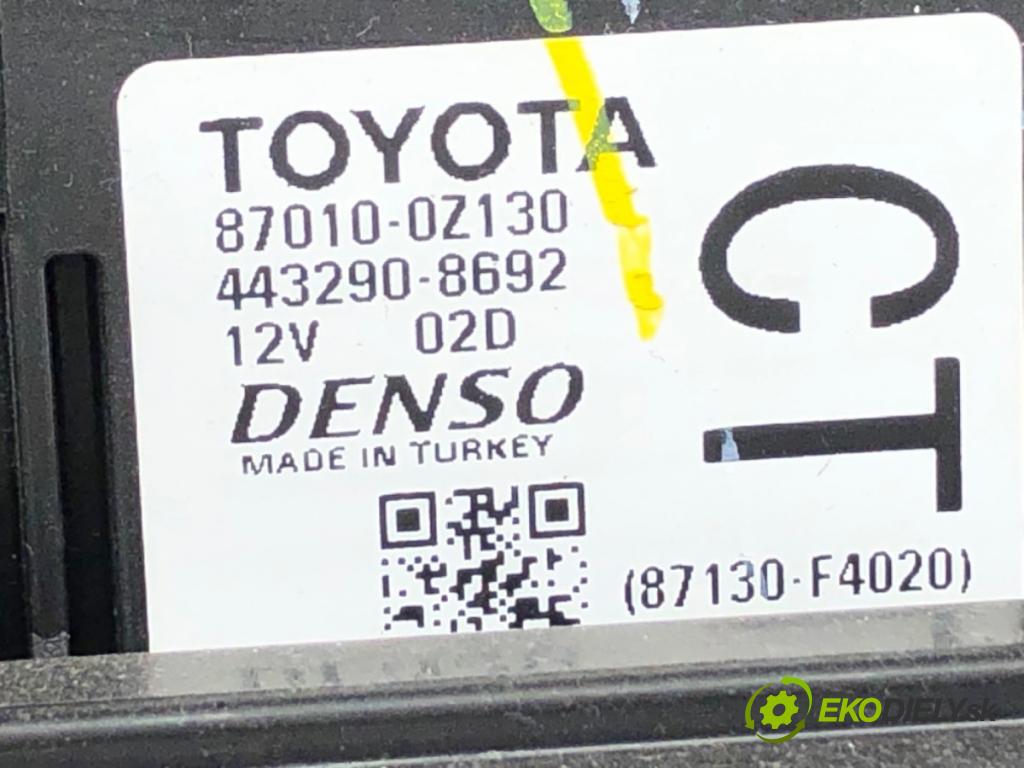 TOYOTA
87010-0Z130
443290-8692
12V 02D
DENSO
MADE IN TURKEY
CT
(87130-F4020)
EKODIELY.sk